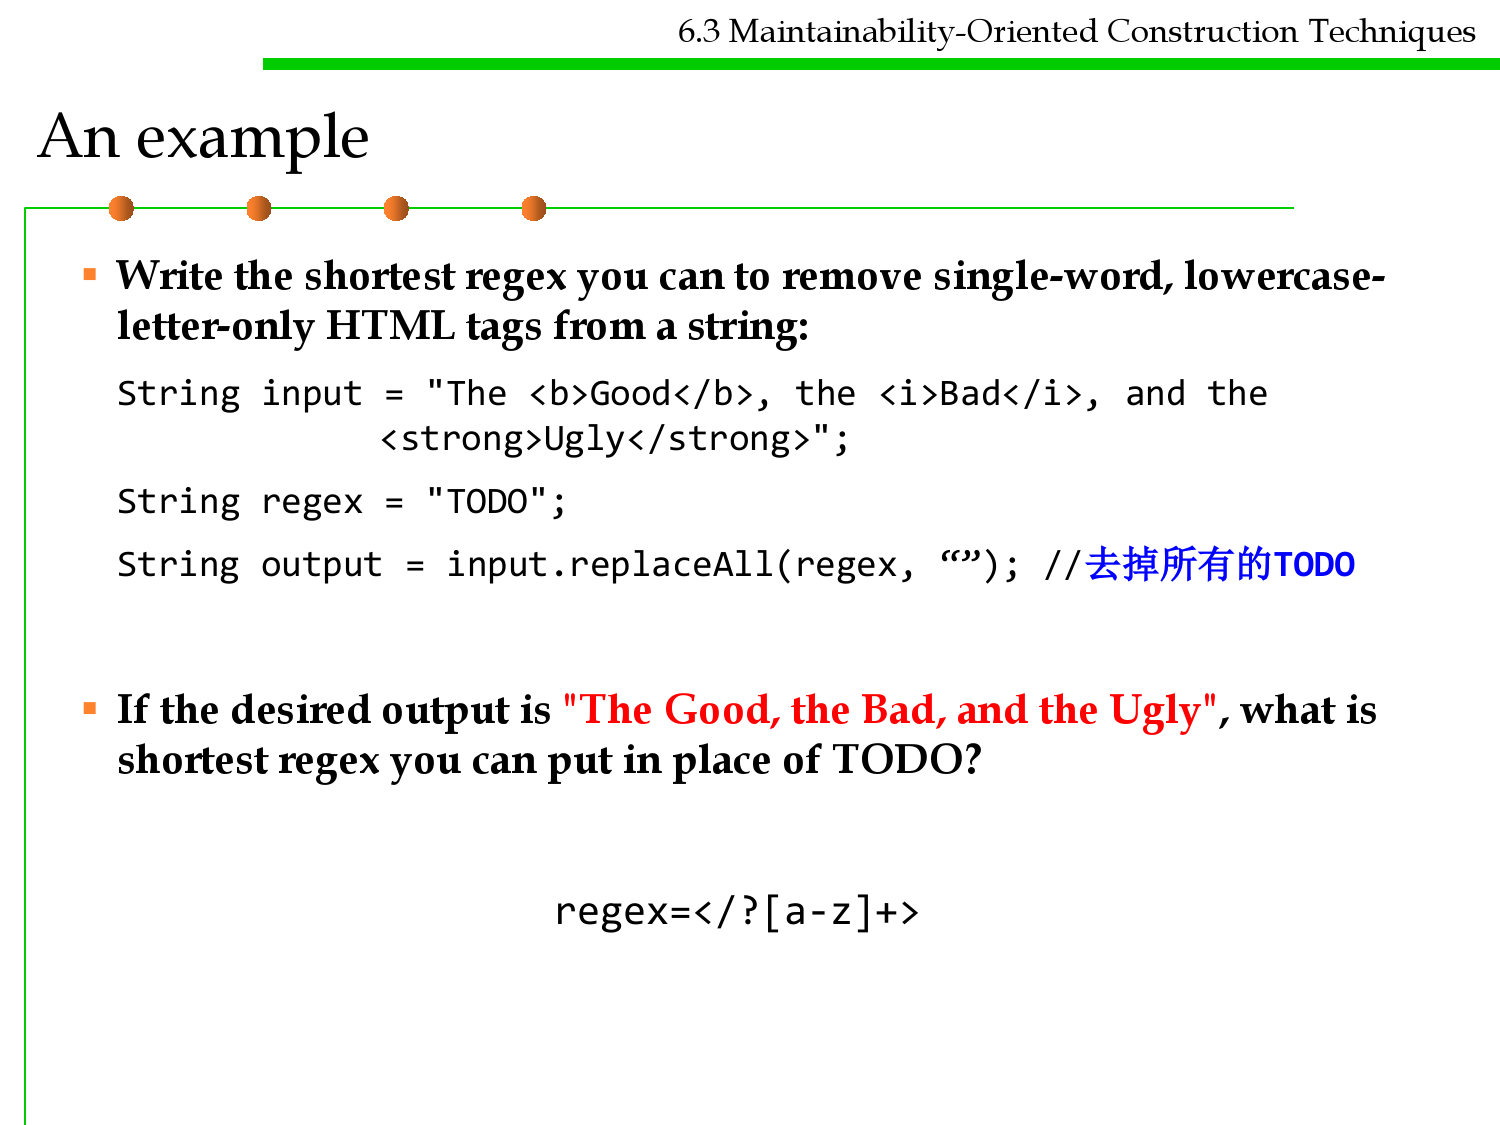 6.3 Maintainability-Oriented Construction Techniques
An example
Write the shortest regex you can to remove single-word, lowercase-
letter-only HTML tags from a string:
String input = "The <b>Good</b>, the <i>Bad</i>, and the
<strong>Ugly</strong>";
String regex = "TODO";
String output = input.replaceAll(regex, “”); //去掉所有的TODO
If the desired output is "The Good, the Bad, and the Ugly", what is
shortest regex you can put in place of TODO?
regex=</?[a-z]+>